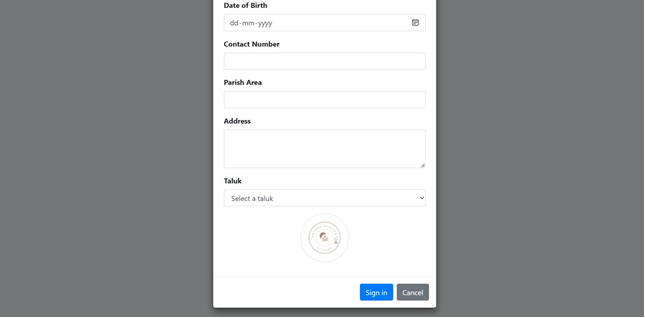 Date of Birth
dd-mm-yyyy
Contact Number
Parish Area
Address
Taluk
Select a taluk
Sign in
Cancel